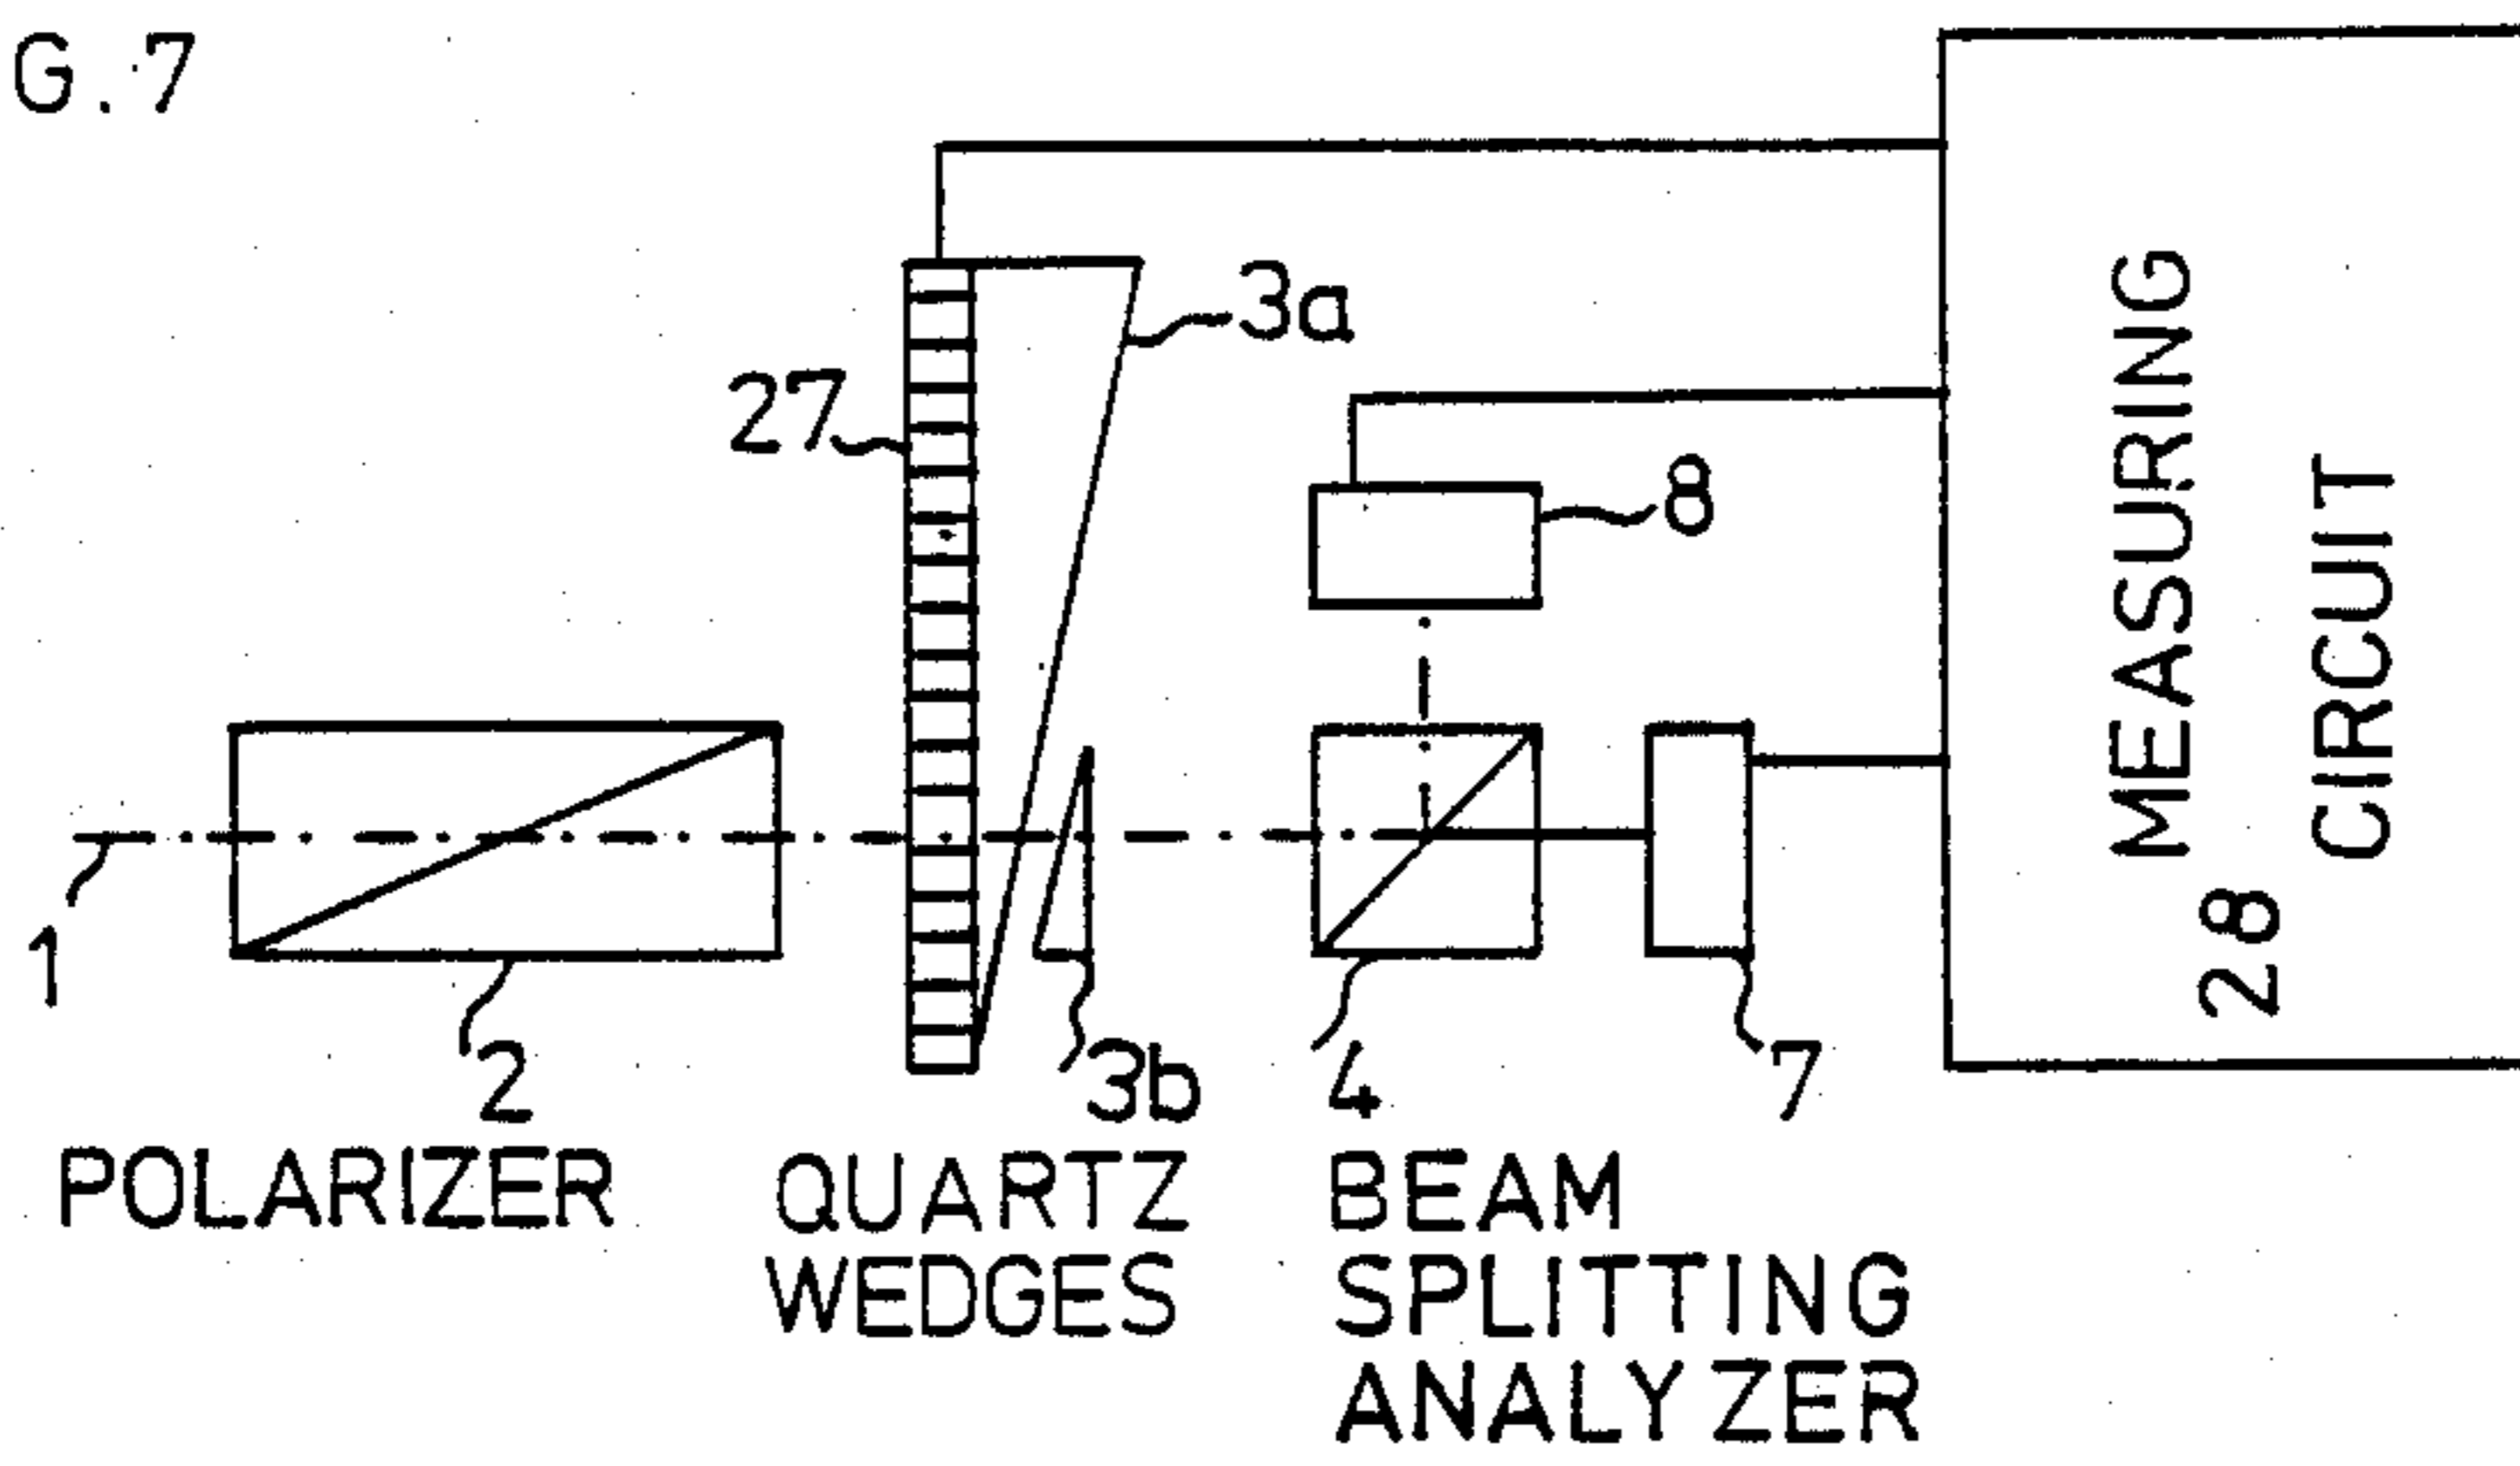 G.7
3a
27
8
MEASURING
CIRCUIT
28
1
2
3b
4
7
POLARIZER
QUARTZ
WEDGES
BEAM
SPLITTING
ANALYZER